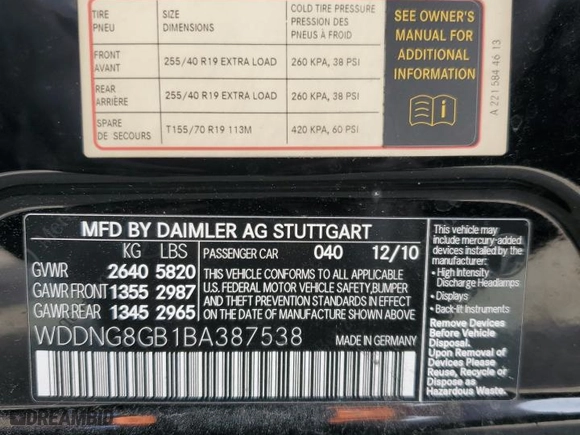 TIRE SIZE COLD TIRE PRESSURE
PNEU DIMENSIONS PRESSION DES
PNEUS À FROID
FRONT
AVANT 255/40 R19 EXTRA LOAD 260 KPA, 38 PSI
REAR
ARRIÈRE 255/40 R19 EXTRA LOAD 260 KPA, 38 PSI
SPARE
DE SECOURS T155/70 R19 113M 420 KPA, 60 PSI
SEE OWNER'S
MANUAL FOR
ADDITIONAL
INFORMATION
A 221 584 46 13
MFD BY DAIMLER AG STUTTGART
KG LBS PASSENGER CAR 040 12/10
GVWR 2640 5820
GAWR FRONT 1355 2987
GAWR REAR 1345 2965
THIS VEHICLE CONFORMS TO ALL APPLICABLE
U.S. FEDERAL MOTOR VEHICLE SAFETY,BUMPER
AND THEFT PREVENTION STANDARDS IN EFFECT
ON THE DATE OF MANUFACTURE SHOWN ABOVE
WDDNG8GB1BA387538
MADE IN GERMANY
This vehicle may
include mercury-added
devices installed by the
manufacturer:
- High Intensity
Discharge Headlamps
- Displays
- Back-lit Instruments
Remove Devices
Before Vehicle
Disposal.
Upon Removal of
Devices Please
Reuse, Recycle or
Dispose as
Hazardous Waste.
DREAMBID